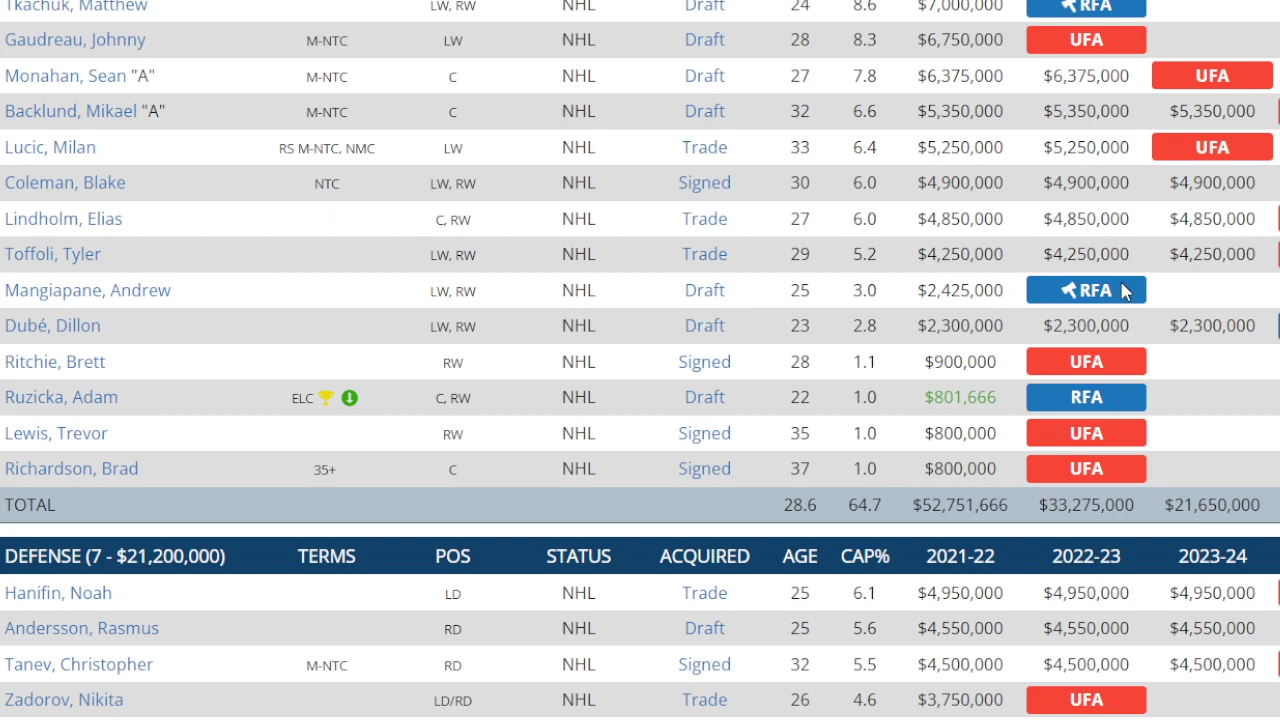 Tkachuk, Matthew LW, RW NHL Draft 24 8.6 $7,000,000 RFA
Gaudreau, Johnny M-NTC LW NHL Draft 28 8.3 $6,750,000 UFA
Monahan, Sean "A" M-NTC C NHL Draft 27 7.8 $6,375,000 $6,375,000 UFA
Backlund, Mikael "A" M-NTC C NHL Draft 32 6.6 $5,350,000 $5,350,000 $5,350,000
Lucic, Milan RS M-NTC, NMC LW NHL Trade 33 6.4 $5,250,000 $5,250,000 UFA
Coleman, Blake NTC LW, RW NHL Signed 30 6.0 $4,900,000 $4,900,000 $4,900,000
Lindholm, Elias C, RW NHL Trade 27 6.0 $4,850,000 $4,850,000 $4,850,000
Toffoli, Tyler LW, RW NHL Trade 29 5.2 $4,250,000 $4,250,000 $4,250,000
Mangiapane, Andrew LW, RW NHL Draft 25 3.0 $2,425,000 RFA
Dubé, Dillon LW, RW NHL Draft 23 2.8 $2,300,000 $2,300,000 $2,300,000
Ritchie, Brett RW NHL Signed 28 1.1 $900,000 UFA
Ruzicka, Adam ELC C, RW NHL Draft 22 1.0 $801,666 RFA
Lewis, Trevor RW NHL Signed 35 1.0 $800,000 UFA
Richardson, Brad 35+ C NHL Signed 37 1.0 $800,000 UFA
TOTAL 28.6 64.7 $52,751,666 $33,275,000 $21,650,000
DEFENSE (7 - $21,200,000) TERMS POS STATUS ACQUIRED AGE CAP% 2021-22 2022-23 2023-24
Hanifin, Noah LD NHL Trade 25 6.1 $4,950,000 $4,950,000 $4,950,000
Andersson, Rasmus RD NHL Draft 25 5.6 $4,550,000 $4,550,000 $4,550,000
Tanev, Christopher M-NTC RD NHL Signed 32 5.5 $4,500,000 $4,500,000 $4,500,000
Zadorov, Nikita LD/RD NHL Trade 26 4.6 $3,750,000 UFA